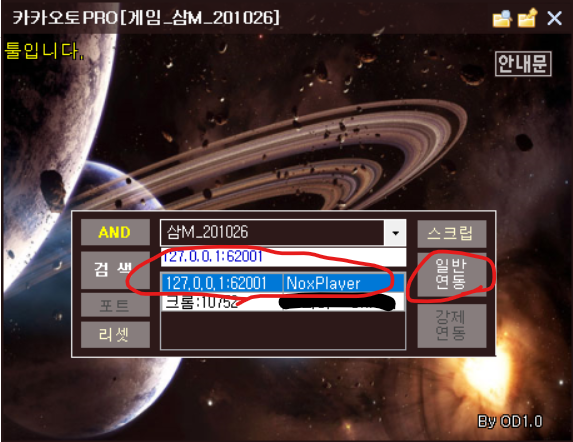 카카오토PRO[게임_삼M_201026]
툴입니다.
안내문
AND
삼M_201026
스크립
127.0.0.1:62001
검 색
127.0.0.1:62001 NoxPlayer
일반
연동
포트
크롬:10752
강제
연동
리셋
By OD1.0